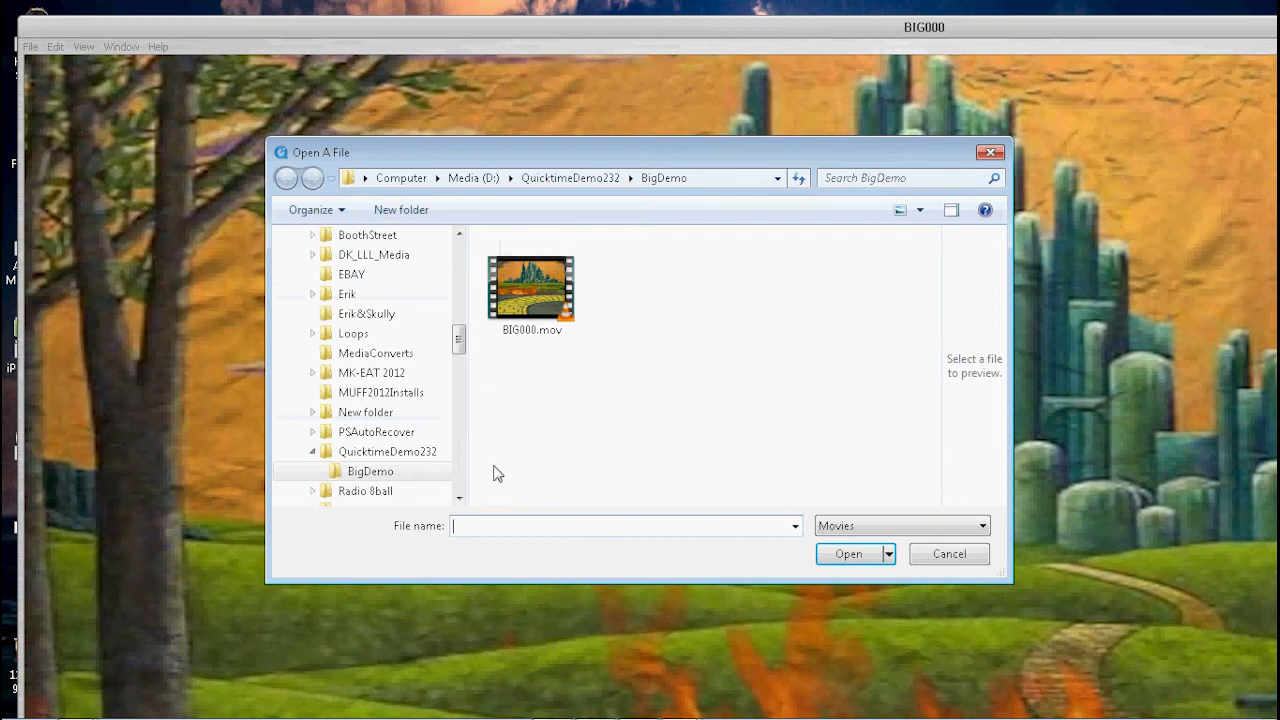 BIG000
File Edit View Window Help
Open A File
Computer Media (D:) QuicktimeDemo232 BigDemo Search BigDemo
Organize New folder
BoothStreet
DK_LLL_Media
EBAY
Erik
Erik&Skully
Loops
MediaConverts
MK-EAT 2012
MUFF2012Installs
New folder
PSAutoRecover
QuicktimeDemo232
BigDemo
Radio 8ball
BIG000.mov
Select a file
to preview.
File name: Movies
Open Cancel